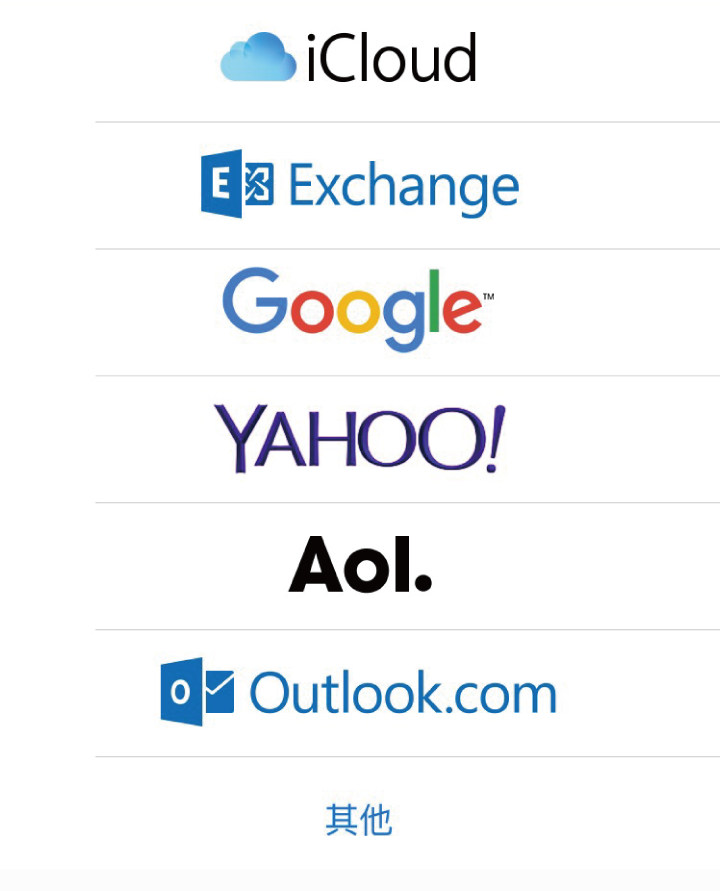 iCloud
E Exchange
Google™
YAHOO!
Aol.
O Outlook.com
其他